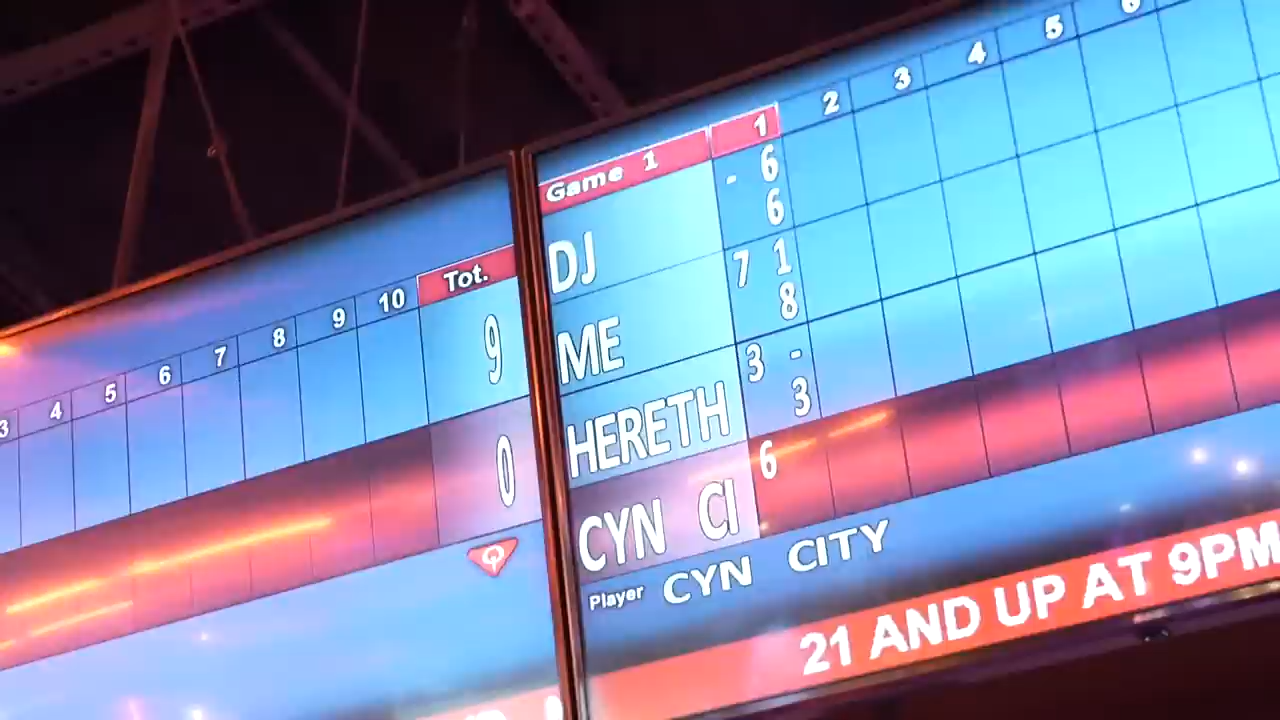 3 4 5 6 7 8 9 10 Tot.
9
0
Q
Game 1 1 2 3 4 5 6
DJ - 6
6
ME 7 1
8
HERETH 3 -
3
CYN CI 6
Player CYN CITY
21 AND UP AT 9PM